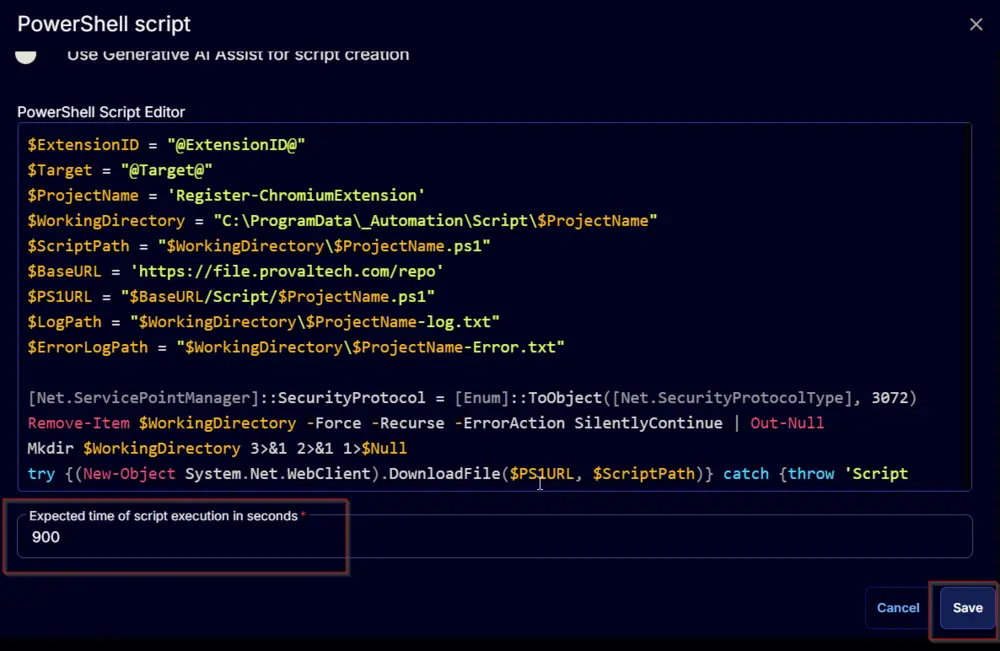 PowerShell script
Use Generative AI Assist for script creation
PowerShell Script Editor
$ExtensionID = "@ExtensionID@"
$Target = "@Target@"
$ProjectName = 'Register-ChromiumExtension'
$WorkingDirectory = "C:\ProgramData\_Automation\Script\$ProjectName"
$ScriptPath = "$WorkingDirectory\$ProjectName.ps1"
$BaseURL = 'https://file.provaltech.com/repo'
$PS1URL = "$BaseURL/Script/$ProjectName.ps1"
$LogPath = "$WorkingDirectory\$ProjectName-log.txt"
$ErrorLogPath = "$WorkingDirectory\$ProjectName-Error.txt"
[Net.ServicePointManager]::SecurityProtocol = [Enum]::ToObject([Net.SecurityProtocolType], 3072)
Remove-Item $WorkingDirectory -Force -Recurse -ErrorAction SilentlyContinue | Out-Null
Mkdir $WorkingDirectory 3>&1 2>&1 1>$Null
try {(New-Object System.Net.WebClient).DownloadFile($PS1URL, $ScriptPath)} catch {throw 'Script
Expected time of script execution in seconds *
900
Cancel
Save